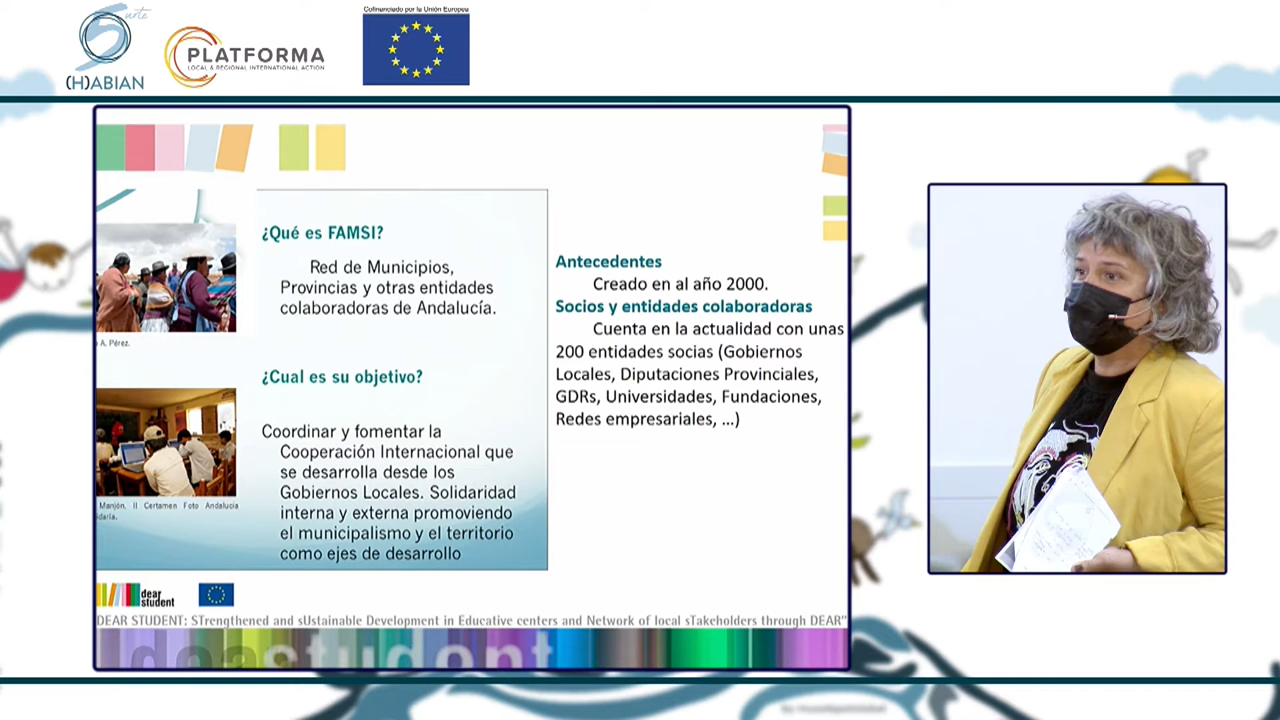 Cofinanciado por la Unión Europea
arte
(H)ABIAN
PLATFORMA
LOCAL & REGIONAL INTERNATIONAL ACTION
¿Qué es FAMSI?
Red de Municipios,
Provincias y otras entidades
colaboradoras de Andalucía.
¿Cual es su objetivo?
Coordinar y fomentar la
Cooperación Internacional que
se desarrolla desde los
Gobiernos Locales. Solidaridad
interna y externa promoviendo
el municipalismo y el territorio
como ejes de desarrollo
A. Pérez.
Manjón, II Certamen Foto Andalucía
Antecedentes
Creado en al año 2000.
Socios y entidades colaboradoras
Cuenta en la actualidad con unas
200 entidades socias (Gobiernos
Locales, Diputaciones Provinciales,
GDRs, Universidades, Fundaciones,
Redes empresariales, ...)
dear
student
DEAR STUDENT: STrengthened and sUstainable Development in Educative centers and Network of local sTakeholders through DEAR"